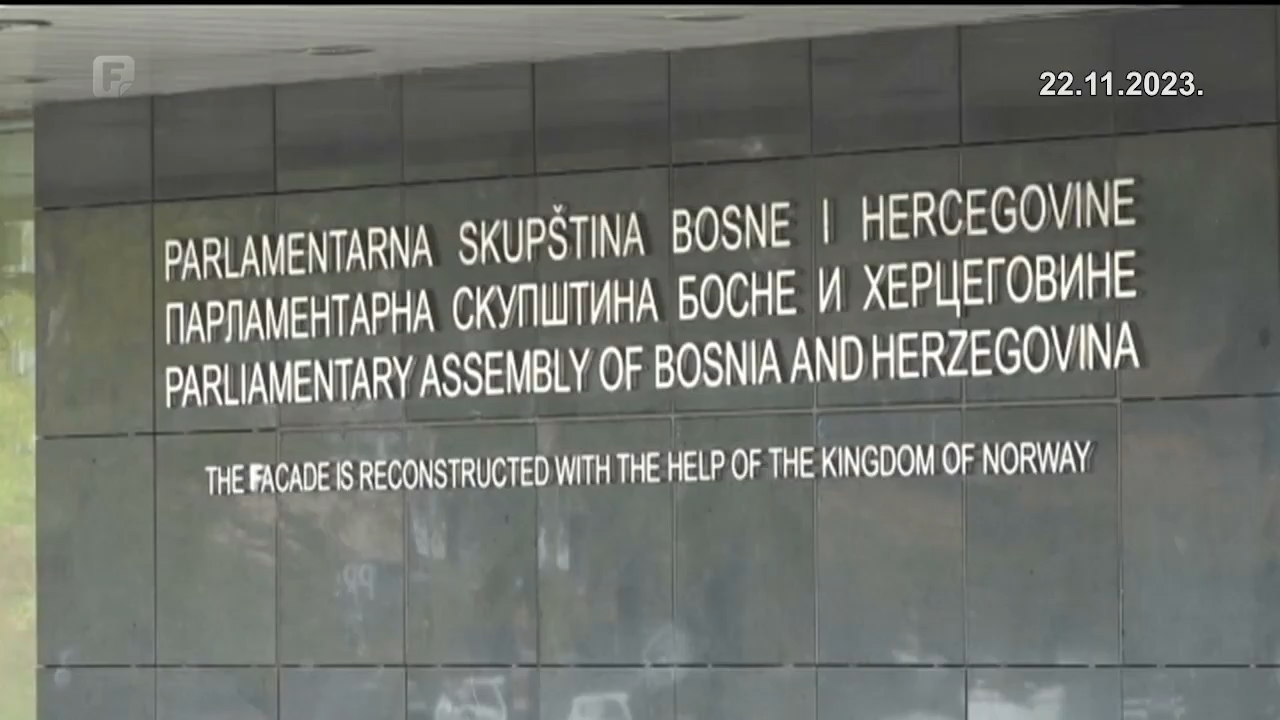 F
22.11.2023.
PARLAMENTARNA SKUPŠTINA BOSNE I HERCEGOVINE
ПАРЛАМЕНТАРНА СКУПШТИНА БОСНЕ И ХЕРЦЕГОВИНЕ
PARLIAMENTARY ASSEMBLY OF BOSNIA AND HERZEGOVINA
THE FACADE IS RECONSTRUCTED WITH THE HELP OF THE KINGDOM OF NORWAY